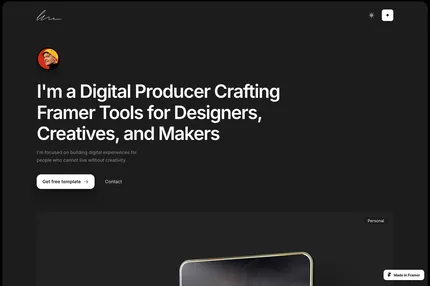 I'm a Digital Producer Crafting
Framer Tools for Designers,
Creatives, and Makers
I'm focused on building digital experiences for
people who cannot live without creativity.
Get free template →
Contact
Personal
Made in Framer